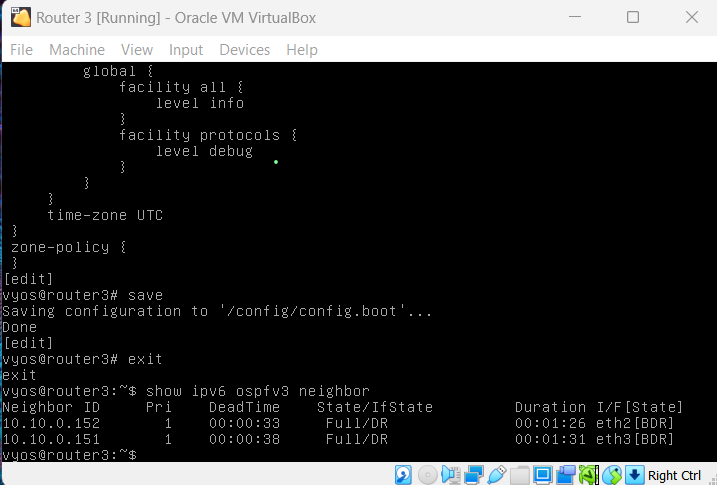 Router 3 [Running] - Oracle VM VirtualBox
File Machine View Input Devices Help
global {
facility all {
level info
}
facility protocols {
level debug
}
}
}
time-zone UTC
}
zone-policy {
}
[edit]
vyos@router3# save
Saving configuration to '/config/config.boot'...
Done
[edit]
vyos@router3# exit
exit
vyos@router3:~$ show ipv6 ospfv3 neighbor
Neighbor ID Pri DeadTime State/IfState Duration I/F[State]
10.10.0.152 1 00:00:33 Full/DR 00:01:26 eth2[BDR]
10.10.0.151 1 00:00:38 Full/DR 00:01:31 eth3[BDR]
vyos@router3:~$
Right Ctrl